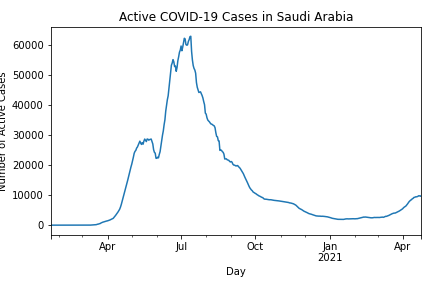 Active COVID-19 Cases in Saudi Arabia
Number of Active Cases
60000
50000
40000
30000
20000
10000
0
Apr
Jul
Oct
Jan
2021
Apr
Day